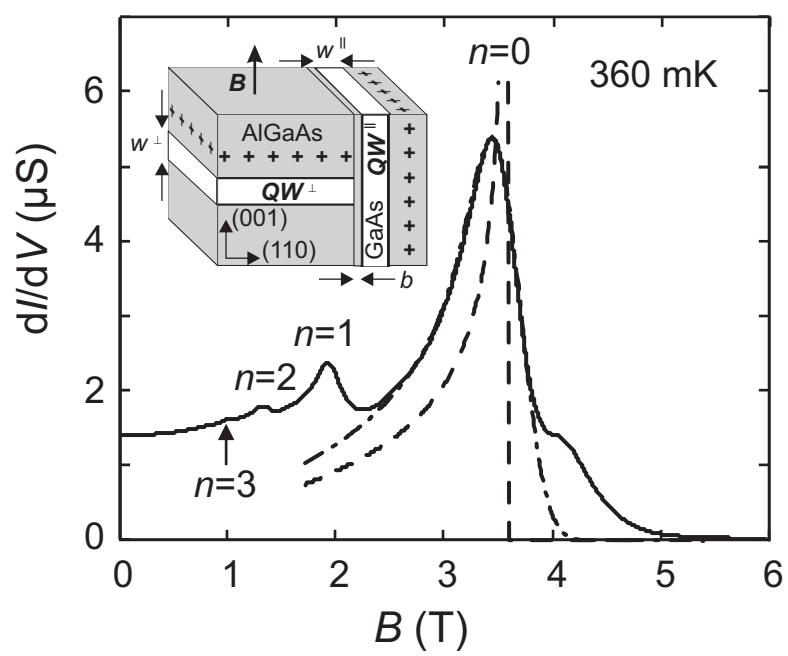 n=0
360 mK
w ||
B
AlGaAs
w ⊥
+ + + + + +
QW ||
QW ⊥
(001)
(110)
GaAs
b
6
4
2
0
dI/dV (µS)
n=1
n=2
n=3
0 1 2 3 4 5 6
B (T)